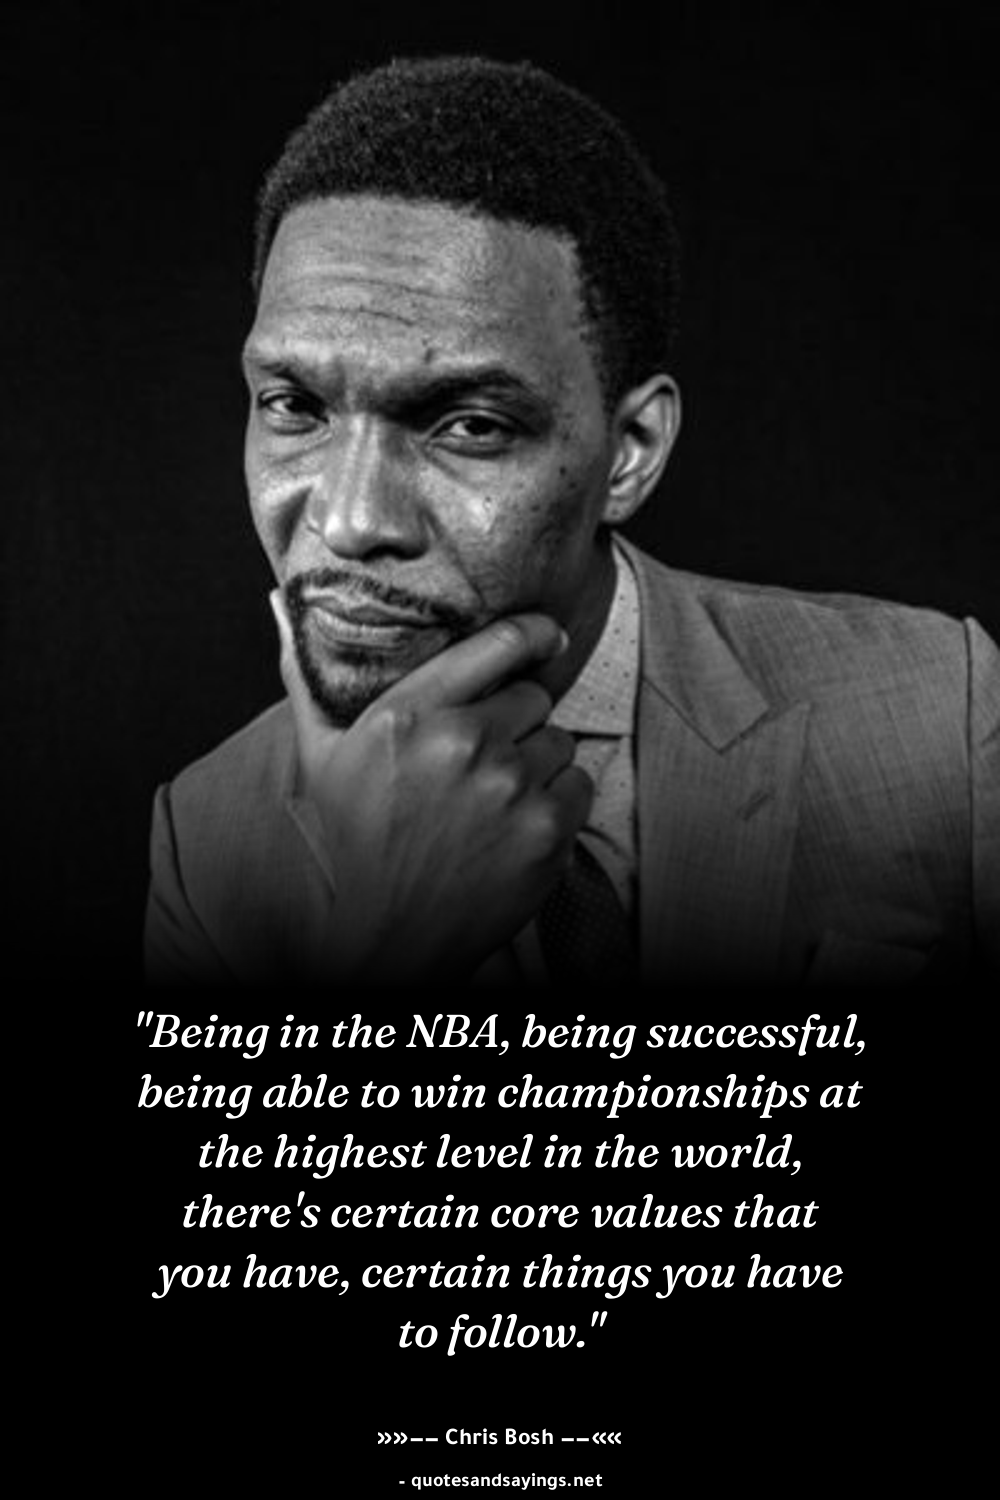 "Being in the NBA, being successful,
being able to win championships at
the highest level in the world,
there's certain core values that
you have, certain things you have
to follow."
»»–– Chris Bosh ––««
- quotesandsayings.net